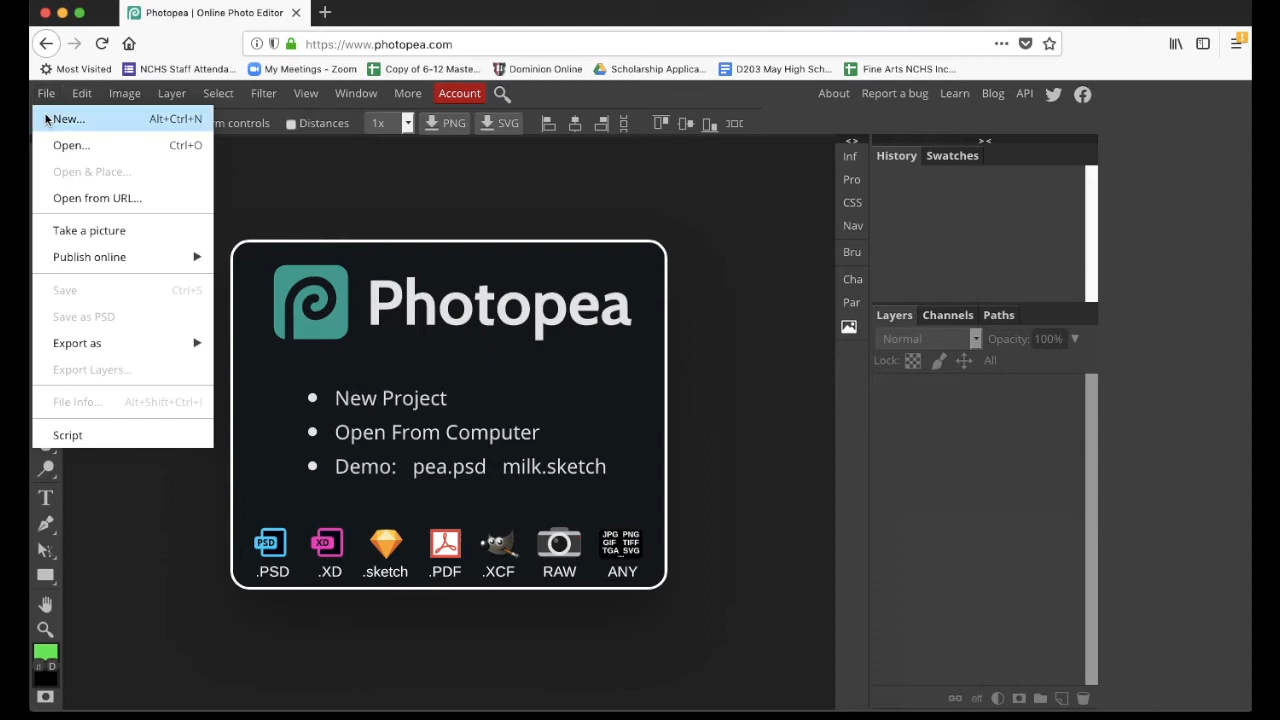 Photopea | Online Photo Editor
https://www.photopea.com
Most Visited
NCHS Staff Attenda...
My Meetings - Zoom
Copy of 6-12 Maste...
Dominion Online
Scholarship Applica...
D203 May High Sch...
Fine Arts NCHS Inc...
File Edit Image Layer Select Filter View Window More Account
About Report a bug Learn Blog API
New... Alt+Ctrl+N
Open... Ctrl+O
Open & Place...
Open from URL...
Take a picture
Publish online
Save Ctrl+S
Save as PSD
Export as
Export Layers...
File Info... Alt+Shift+Ctrl+I
Script
controls Distances 1x PNG SVG
Photopea
New Project
Open From Computer
Demo: pea.psd milk.sketch
PSD XD JPG PNG
GIF TIFF
TGA SVG
...
.PSD .XD .sketch .PDF .XCF RAW ANY
T
D
< > > <
Inf
Pro
CSS
Nav
Bru
Cha
Par
History Swatches
Layers Channels Paths
Normal Opacity: 100%
Lock: All
eff